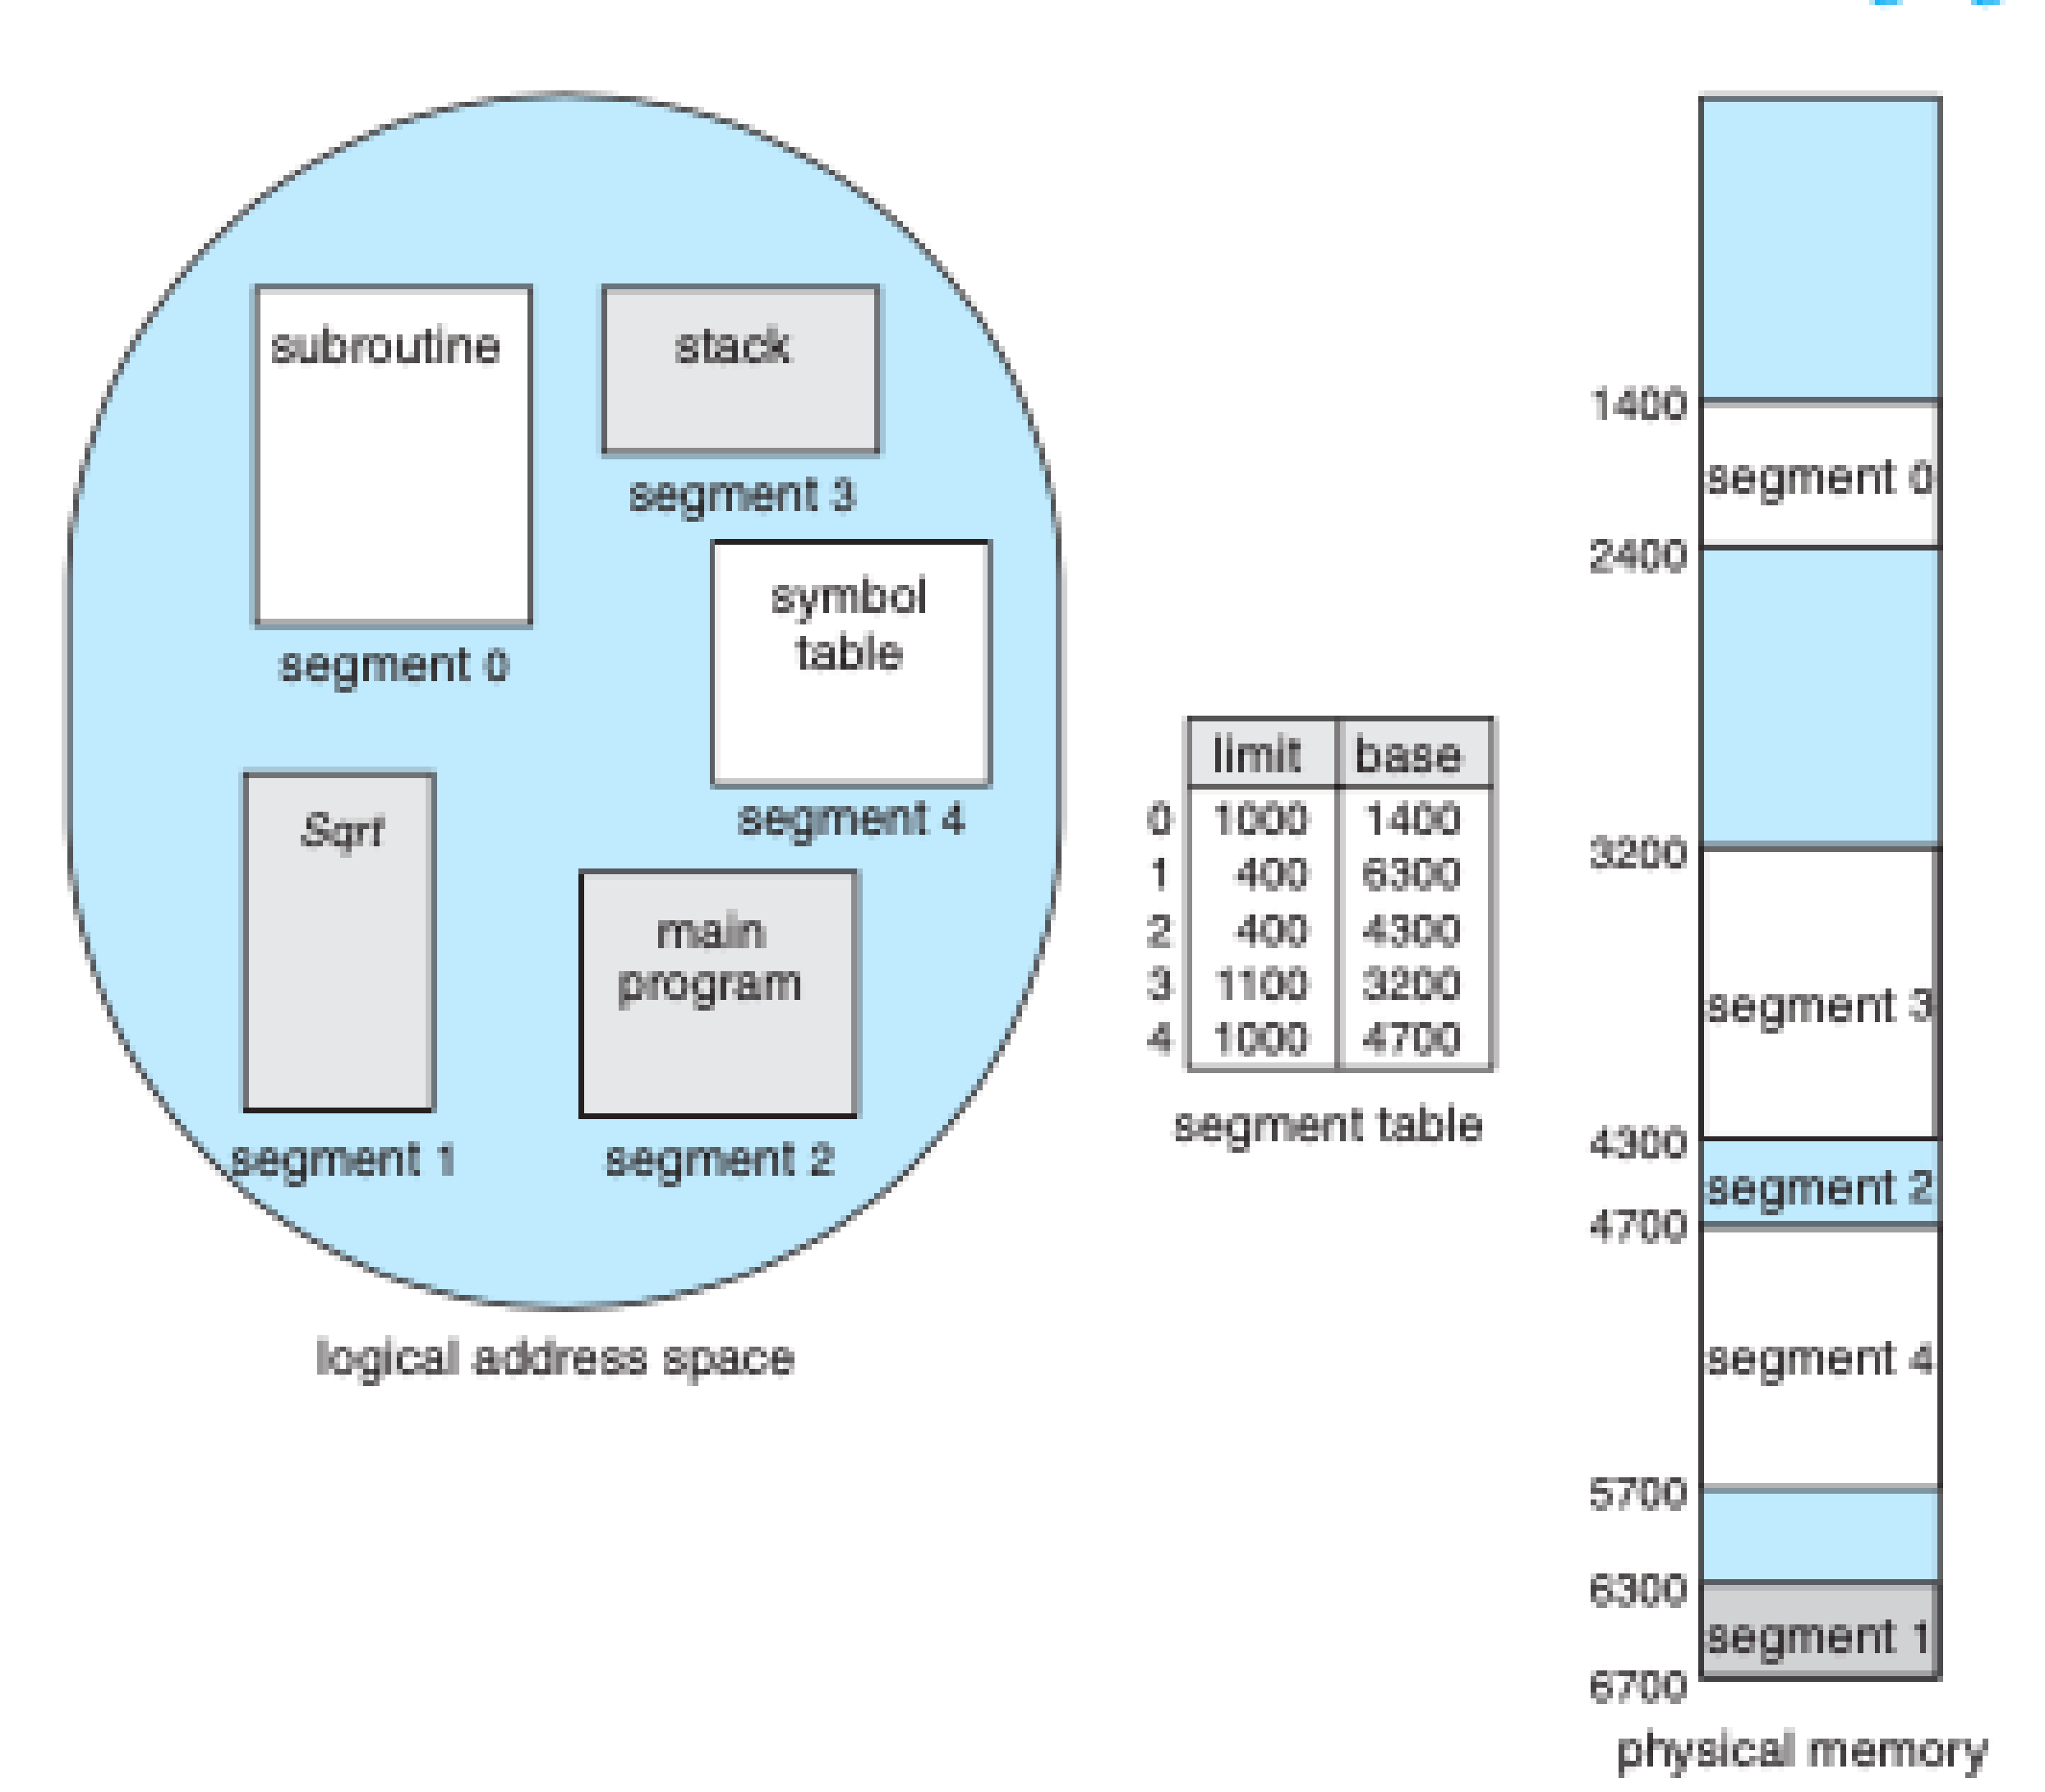 subroutine
segment 0
stack
segment 3
symbol
table
segment 4
Sqrt
segment 1
main
program
segment 2
logical address space
limit base
0 1000 1400
1 400 6300
2 400 4300
3 1100 3200
4 1000 4700
segment table
1400
segment 0
2400
3200
segment 3
4300
segment 2
4700
segment 4
5700
6300
segment 1
6700
physical memory